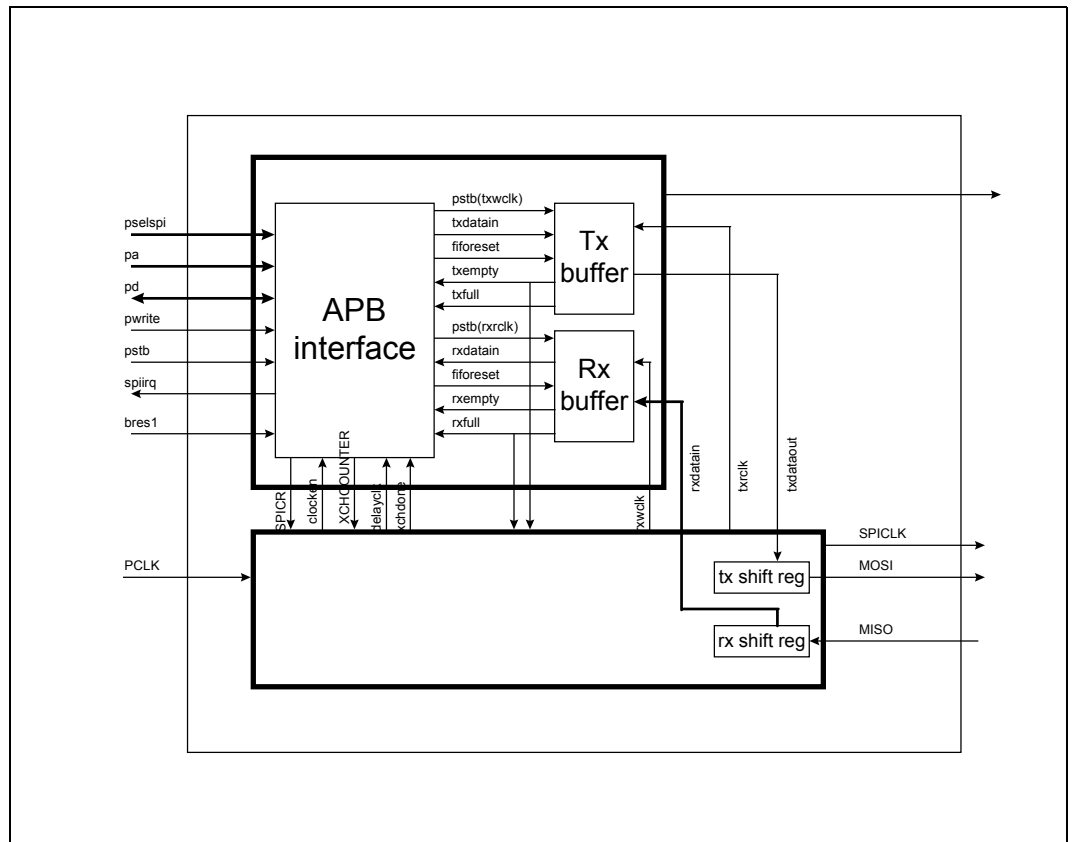 pselspi
pa
pd
pwrite
pstb
spiirq
bres1
APB
interface
pstb(txwclk)
txdatain
fiforeset
txempty
txfull
pstb(rxrclk)
rxdatain
fiforeset
rxempty
rxfull
Tx
buffer
Rx
buffer
SPICR
clocken
XCHCOUNTER
delayclk
xchdone
rxwclk
rxdatain
txrclk
txdataout
PCLK
tx shift reg
rx shift reg
SPICLK
MOSI
MISO